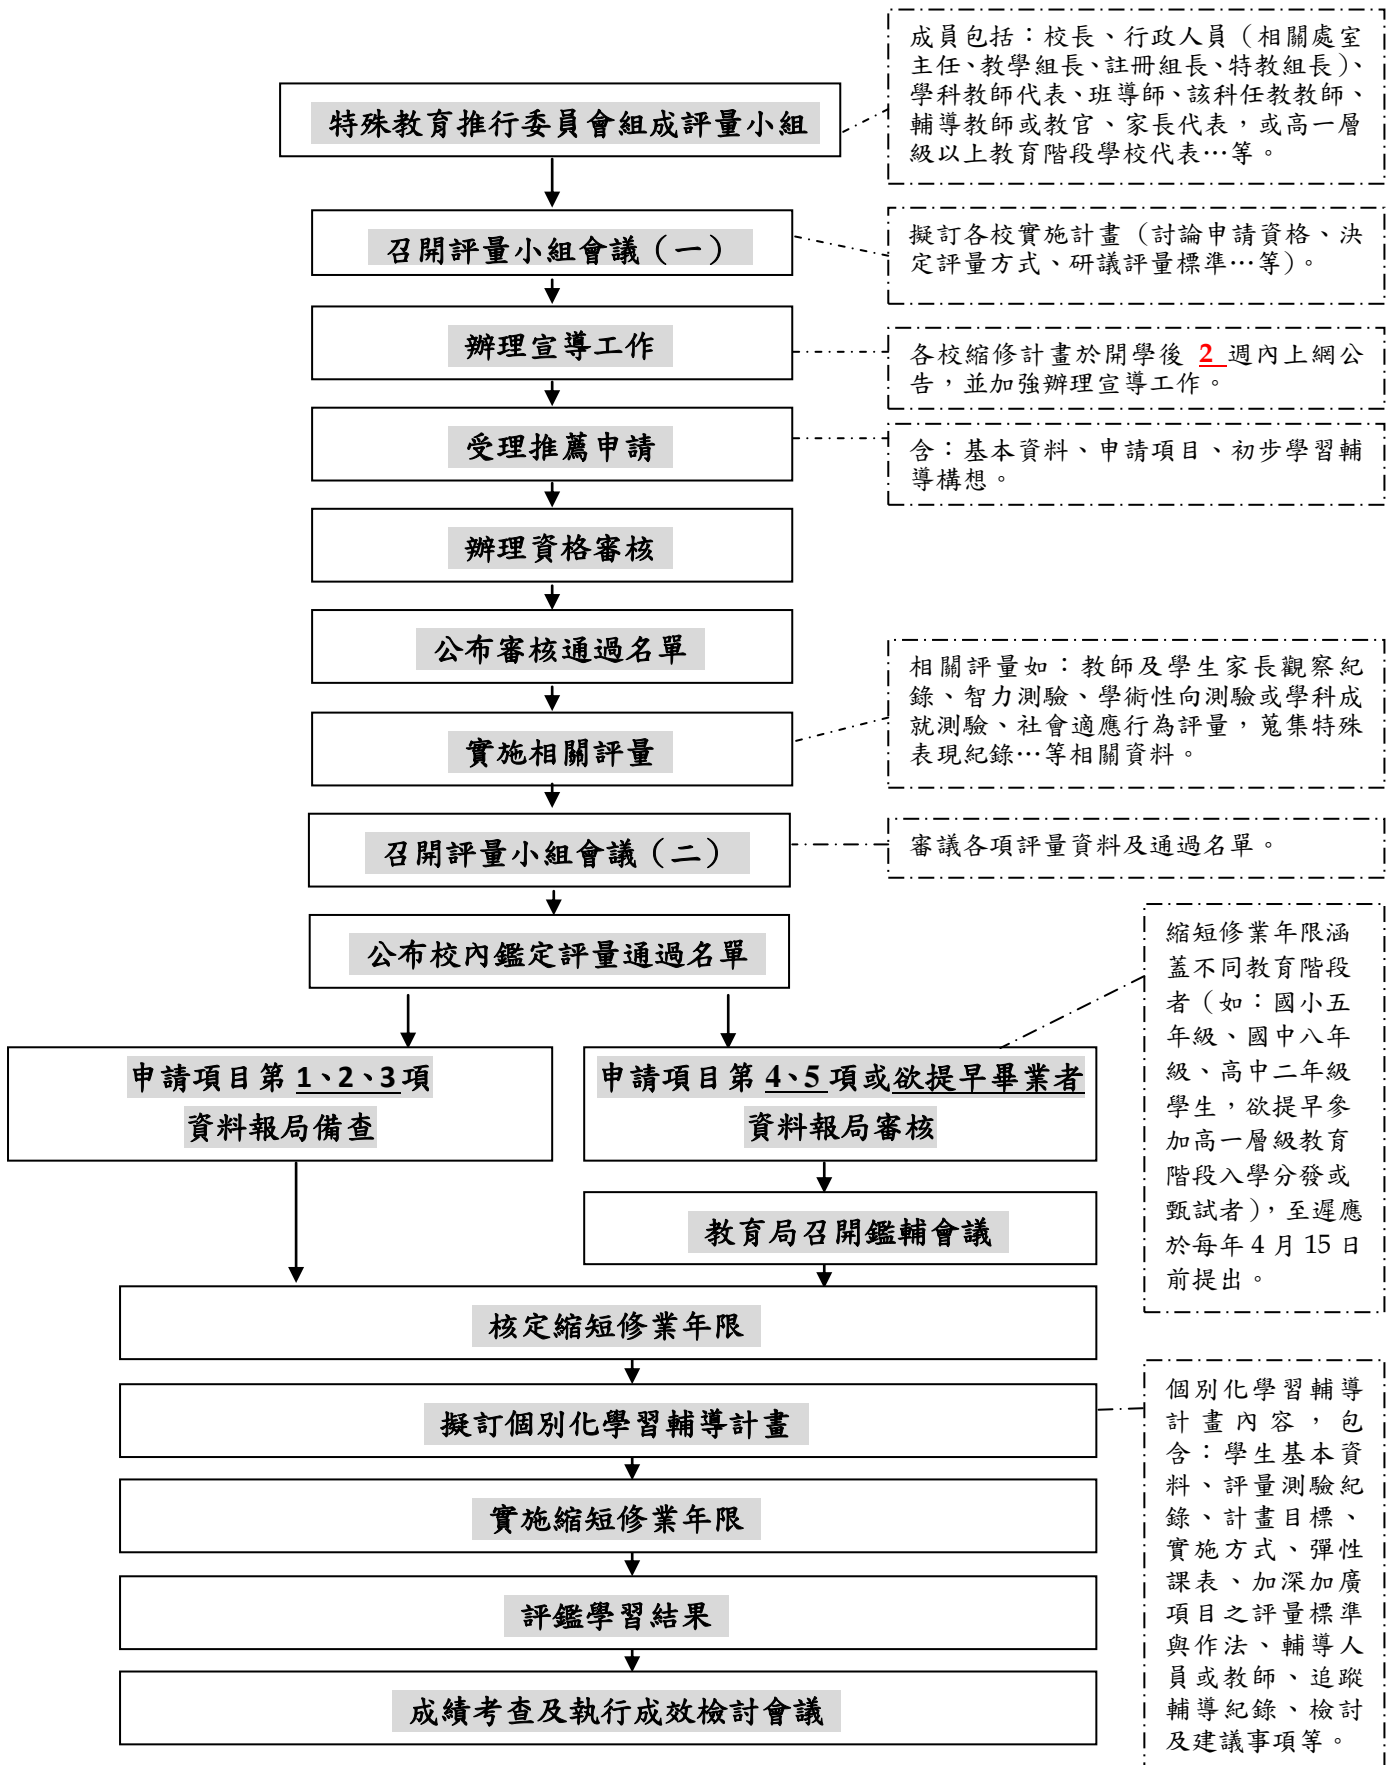 成員包括：校長、行政人員（相關處室
主任、教學組長、註冊組長、特教組長）、
學科教師代表、班導師、該科任教教師、
輔導教師或教官、家長代表，或高一層
級以上教育階段學校代表…等。
特殊教育推行委員會組成評量小組
召開評量小組會議（一）
擬訂各校實施計畫（討論申請資格、決
定評量方式、研議評量標準…等）。
辦理宣導工作
各校縮修計畫於開學後 2 週內上網公
告，並加強辦理宣導工作。
受理推薦申請
含：基本資料、申請項目、初步學習輔
導構想。
辦理資格審核
公布審核通過名單
實施相關評量
相關評量如：教師及學生家長觀察紀
錄、智力測驗、學術性向測驗或學科成
就測驗、社會適應行為評量，蒐集特殊
表現紀錄…等相關資料。
召開評量小組會議（二）
審議各項評量資料及通過名單。
公布校內鑑定評量通過名單
申請項目第 1、2、3 項
資料報局備查
申請項目第 4、5 項或欲提早畢業者
資料報局審核
縮短修業年限涵
蓋不同教育階段
者（如：國小五
年級、國中八年
級、高中二年級
學生，欲提早參
加高一層級教育
階段入學分發或
甄試者），至遲應
於每年 4 月 15 日
前提出。
教育局召開鑑輔會議
核定縮短修業年限
擬訂個別化學習輔導計畫
個別化學習輔導
計畫內容，包
含：學生基本資
料、評量測驗紀
錄、計畫目標、
實施方式、彈性
課表、加深加廣
項目之評量標準
與作法、輔導人
員或教師、追蹤
輔導紀錄、檢討
及建議事項等。
實施縮短修業年限
評鑑學習結果
成績考查及執行成效檢討會議